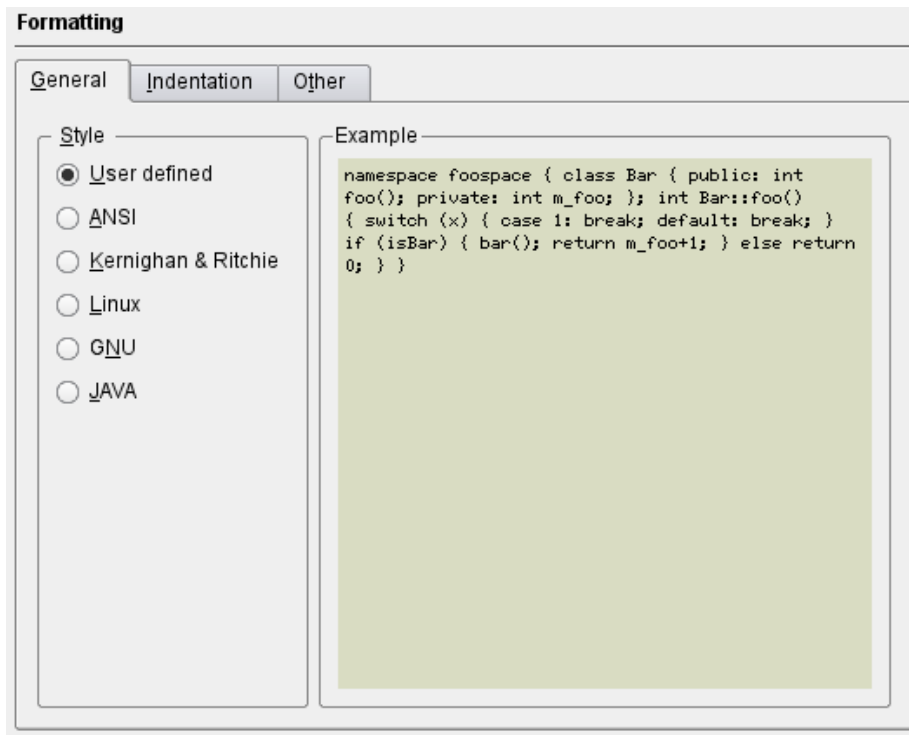 Formatting
General Indentation Other
Style
User defined
ANSI
Kernighan & Ritchie
Linux
GNU
JAVA
Example
namespace foospace { class Bar { public: int
foo(); private: int m_foo; }; int Bar::foo()
{ switch (x) { case 1: break; default: break; }
if (isBar) { bar(); return m_foo+1; } else return
0; } }